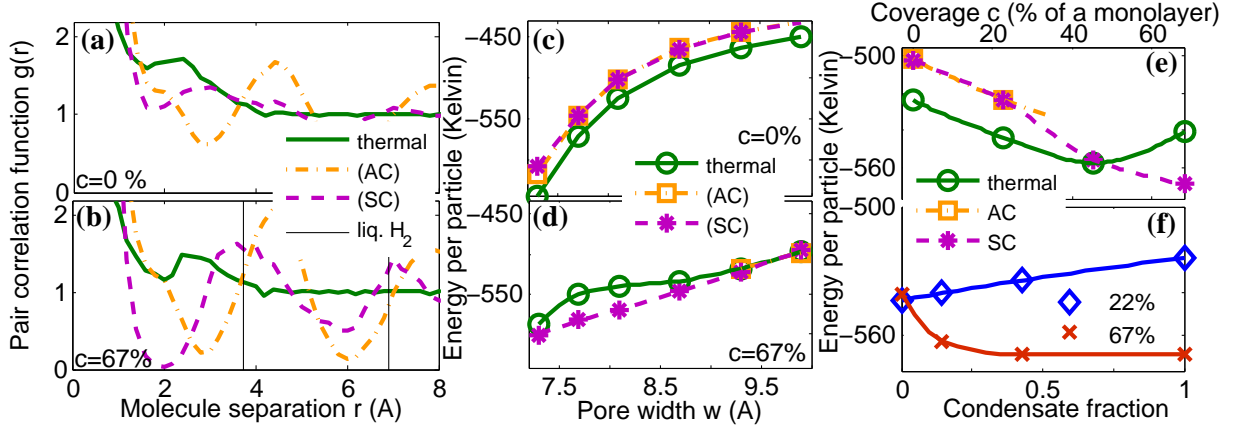 Pair correlation function g(r)
2
1
0
(a)
c=0 %
thermal
(AC)
(SC)
liq. H2
2
1
0
(b)
c=67%
0 2 4 6 8
Molecule separation r (A)
Energy per particle (Kelvin)
−450
−550
(c)
c=0%
thermal
(AC)
(SC)
−450
−550
(d)
c=67%
7.5 8.5 9.5
Pore width w (A)
Coverage c (% of a monolayer)
0 20 40 60
Energy per particle (Kelvin)
−500
−560
(e)
thermal
AC
SC
−500
−560
(f)
22%
67%
0 0.5 1
Condensate fraction